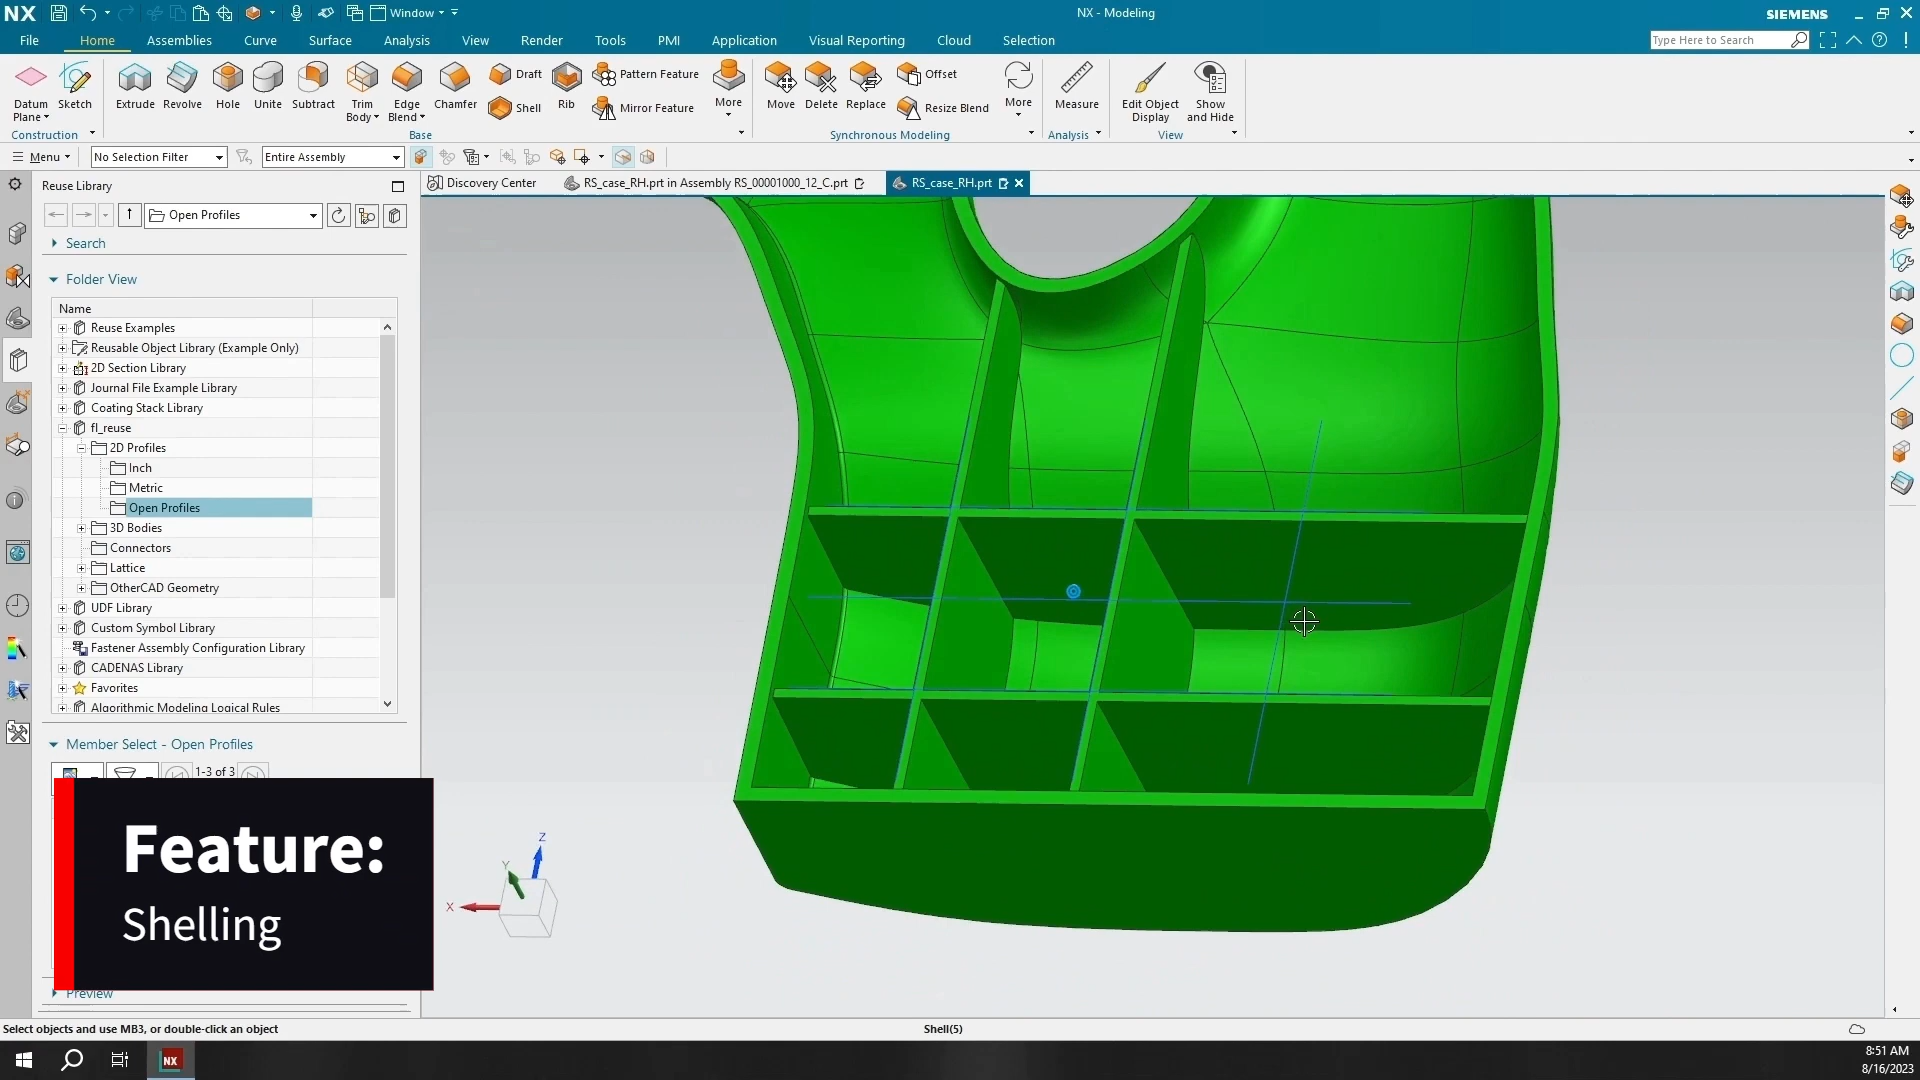 NX
Window
NX - Modeling
SIEMENS
File
Home
Assemblies
Curve
Surface
Analysis
View
Render
Tools
PMI
Application
Visual Reporting
Cloud
Selection
Type Here to Search
Datum Plane
Sketch
Extrude
Revolve
Hole
Unite
Subtract
Trim Body
Edge Blend
Chamfer
Draft
Shell
Rib
Pattern Feature
Mirror Feature
More
Move
Delete
Replace
Offset
Resize Blend
More
Measure
Edit Object Display
Show and Hide
Construction
Base
Synchronous Modeling
Analysis
View
Menu
No Selection Filter
Entire Assembly
Reuse Library
Discovery Center
RS_case_RH.prt in Assembly RS_00001000_12_C.prt
RS_case_RH.prt
Open Profiles
Search
Folder View
Name
Reuse Examples
Reusable Object Library (Example Only)
2D Section Library
Journal File Example Library
Coating Stack Library
fl_reuse
2D Profiles
Inch
Metric
Open Profiles
3D Bodies
Connectors
Lattice
OtherCAD Geometry
UDF Library
Custom Symbol Library
Fastener Assembly Configuration Library
CADENAS Library
Favorites
Algorithmic Modeling Logical Rules
Member Select - Open Profiles
1-3 of 3
Feature:
Shelling
Preview
X
Y
Z
Select objects and use MB3, or double-click an object
Shell(5)
NX
8:51 AM
8/16/2023